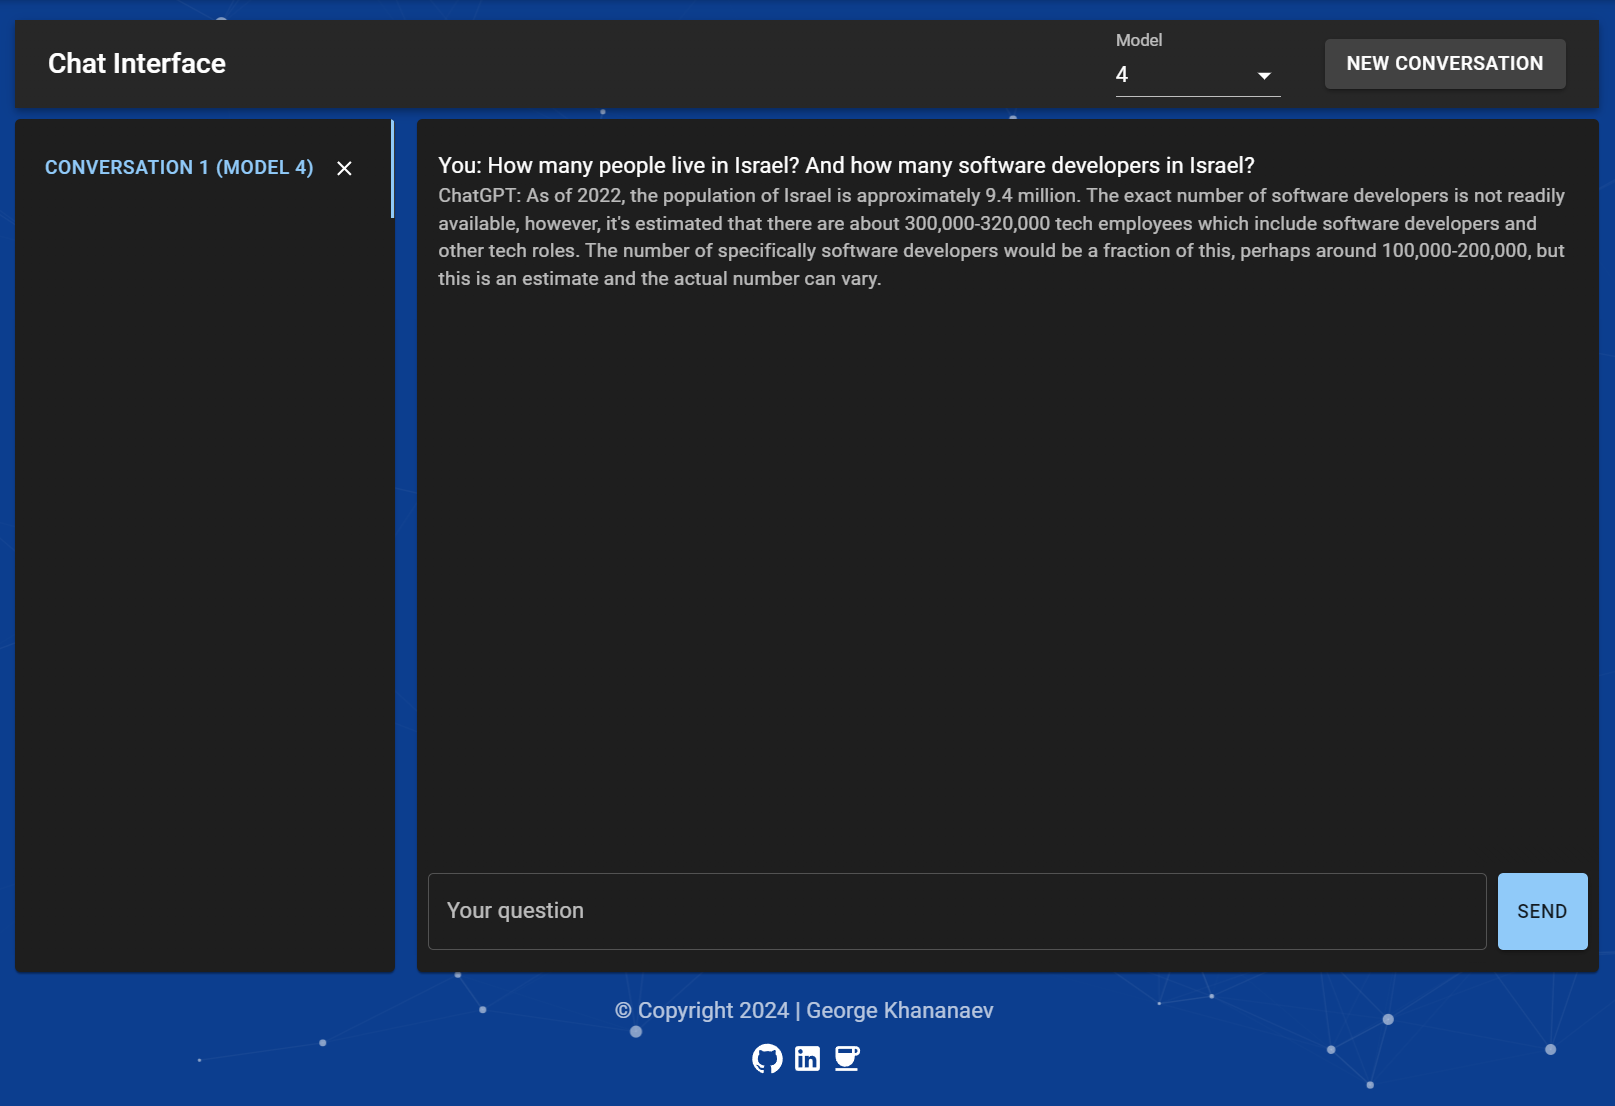 Chat Interface
Model
4
NEW CONVERSATION
CONVERSATION 1 (MODEL 4)
You: How many people live in Israel? And how many software developers in Israel?
ChatGPT: As of 2022, the population of Israel is approximately 9.4 million. The exact number of software developers is not readily
available, however, it's estimated that there are about 300,000-320,000 tech employees which include software developers and
other tech roles. The number of specifically software developers would be a fraction of this, perhaps around 100,000-200,000, but
this is an estimate and the actual number can vary.
Your question
SEND
© Copyright 2024 | George Khananaev
in